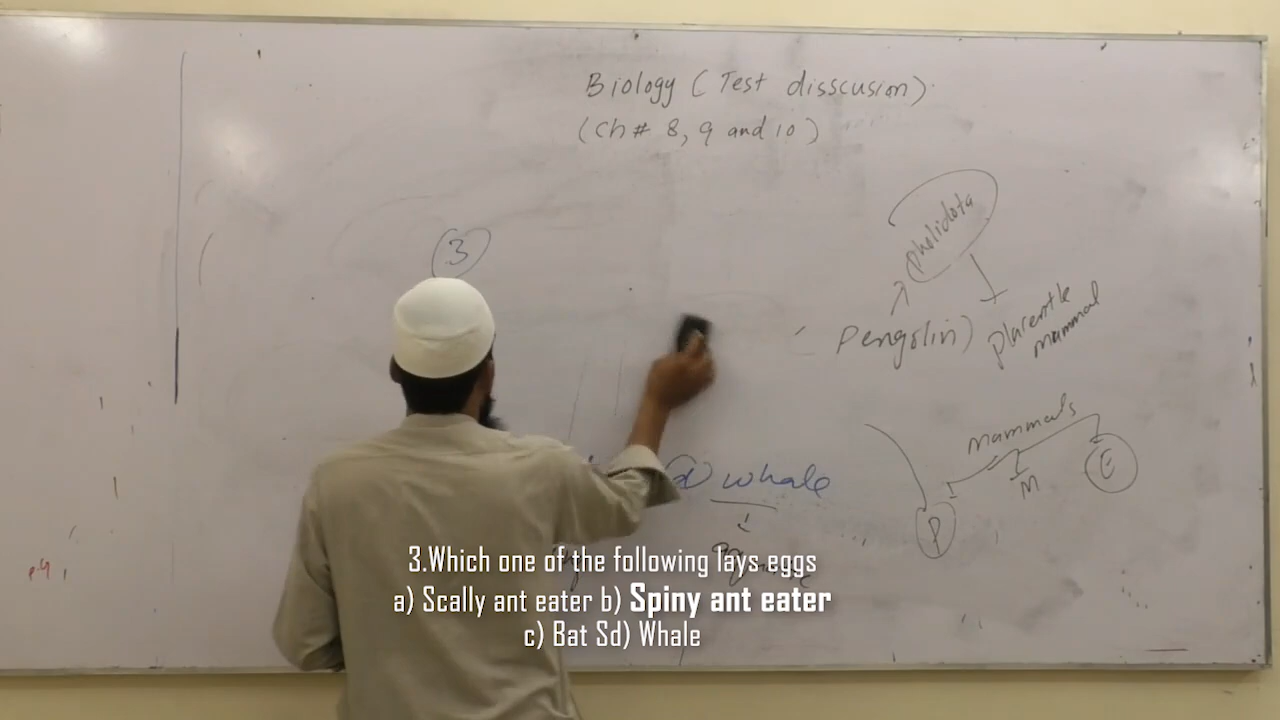 Biology (Test disscusion)
(Ch# 8, 9 and 10)
3
pholidota
Pengolin)
mammal
Mammals
P
M
E
whale
3.Which one of the following lays eggs
a) Scally ant eater b) Spiny ant eater
c) Bat Sd) Whale